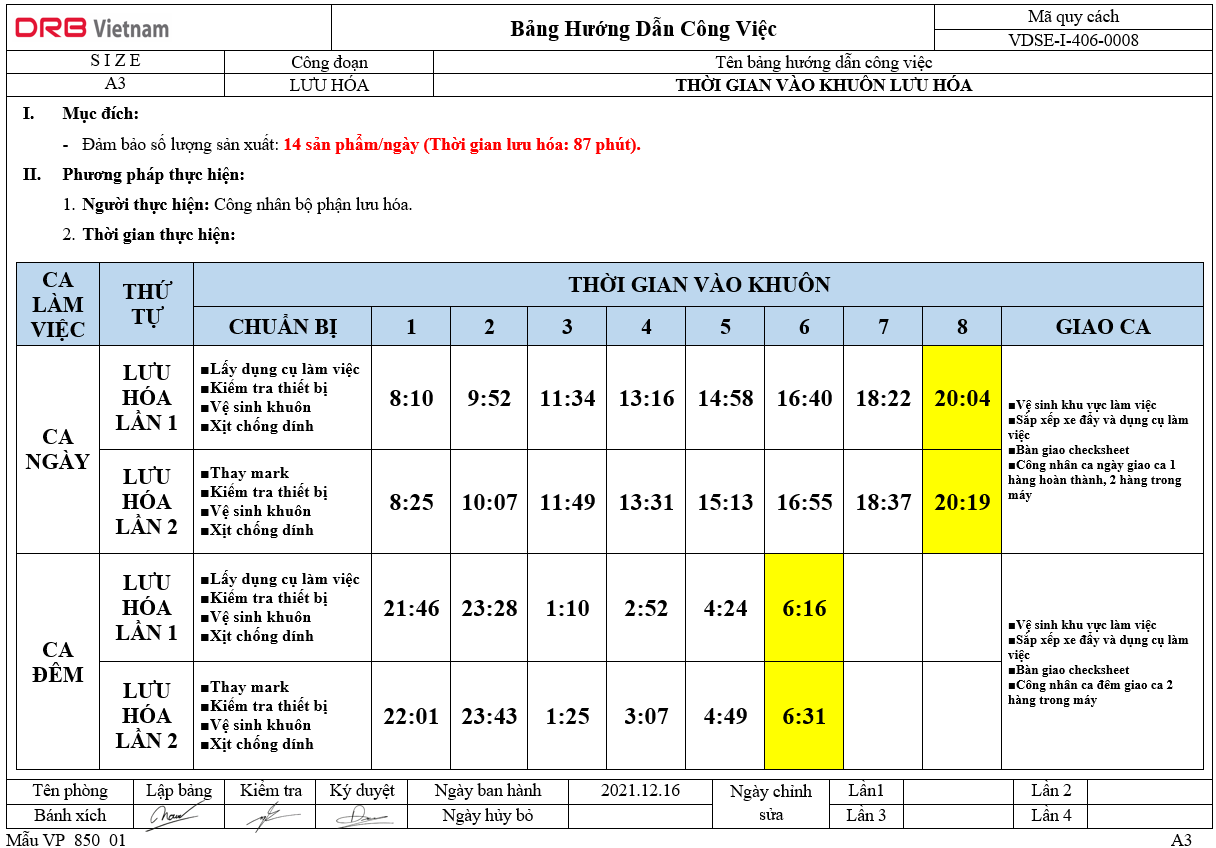 DRB Vietnam
Bảng Hướng Dẫn Công Việc
Mã quy cách
VDSE-I-406-0008
S I Z E
Công đoạn
Tên bảng hướng dẫn công việc
A3
LƯU HÓA
THỜI GIAN VÀO KHUÔN LƯU HÓA
I. Mục đích:
- Đảm bảo số lượng sản xuất: 14 sản phẩm/ngày (Thời gian lưu hóa: 87 phút).
II. Phương pháp thực hiện:
1. Người thực hiện: Công nhân bộ phận lưu hóa.
2. Thời gian thực hiện:
CA
LÀM
VIỆC
THỨ
TỰ
THỜI GIAN VÀO KHUÔN
CHUẨN BỊ 1 2 3 4 5 6 7 8 GIAO CA
CA
NGÀY
LƯU
HÓA
LẦN 1
■Lấy dụng cụ làm việc
■Kiểm tra thiết bị
■Vệ sinh khuôn
■Xịt chống dính
8:10 9:52 11:34 13:16 14:58 16:40 18:22 20:04
LƯU
HÓA
LẦN 2
■Thay mark
■Kiểm tra thiết bị
■Vệ sinh khuôn
■Xịt chống dính
8:25 10:07 11:49 13:31 15:13 16:55 18:37 20:19
■Vệ sinh khu vực làm việc
■Sắp xếp xe đẩy và dụng cụ làm
việc
■Bàn giao checksheet
■Công nhân ca ngày giao ca 1
hàng hoàn thành, 2 hàng trong
máy
CA
ĐÊM
LƯU
HÓA
LẦN 1
■Lấy dụng cụ làm việc
■Kiểm tra thiết bị
■Vệ sinh khuôn
■Xịt chống dính
21:46 23:28 1:10 2:52 4:24 6:16
LƯU
HÓA
LẦN 2
■Thay mark
■Kiểm tra thiết bị
■Vệ sinh khuôn
■Xịt chống dính
22:01 23:43 1:25 3:07 4:49 6:31
■Vệ sinh khu vực làm việc
■Sắp xếp xe đẩy và dụng cụ làm
việc
■Bàn giao checksheet
■Công nhân ca đêm giao ca 2
hàng trong máy
Tên phòng Lập bảng Kiểm tra Ký duyệt Ngày ban hành 2021.12.16 Ngày chỉnh
sửa
Lần1 Lần 2
Bánh xích Ngày hủy bỏ Lần 3 Lần 4
Mẫu VP_850_01 A3